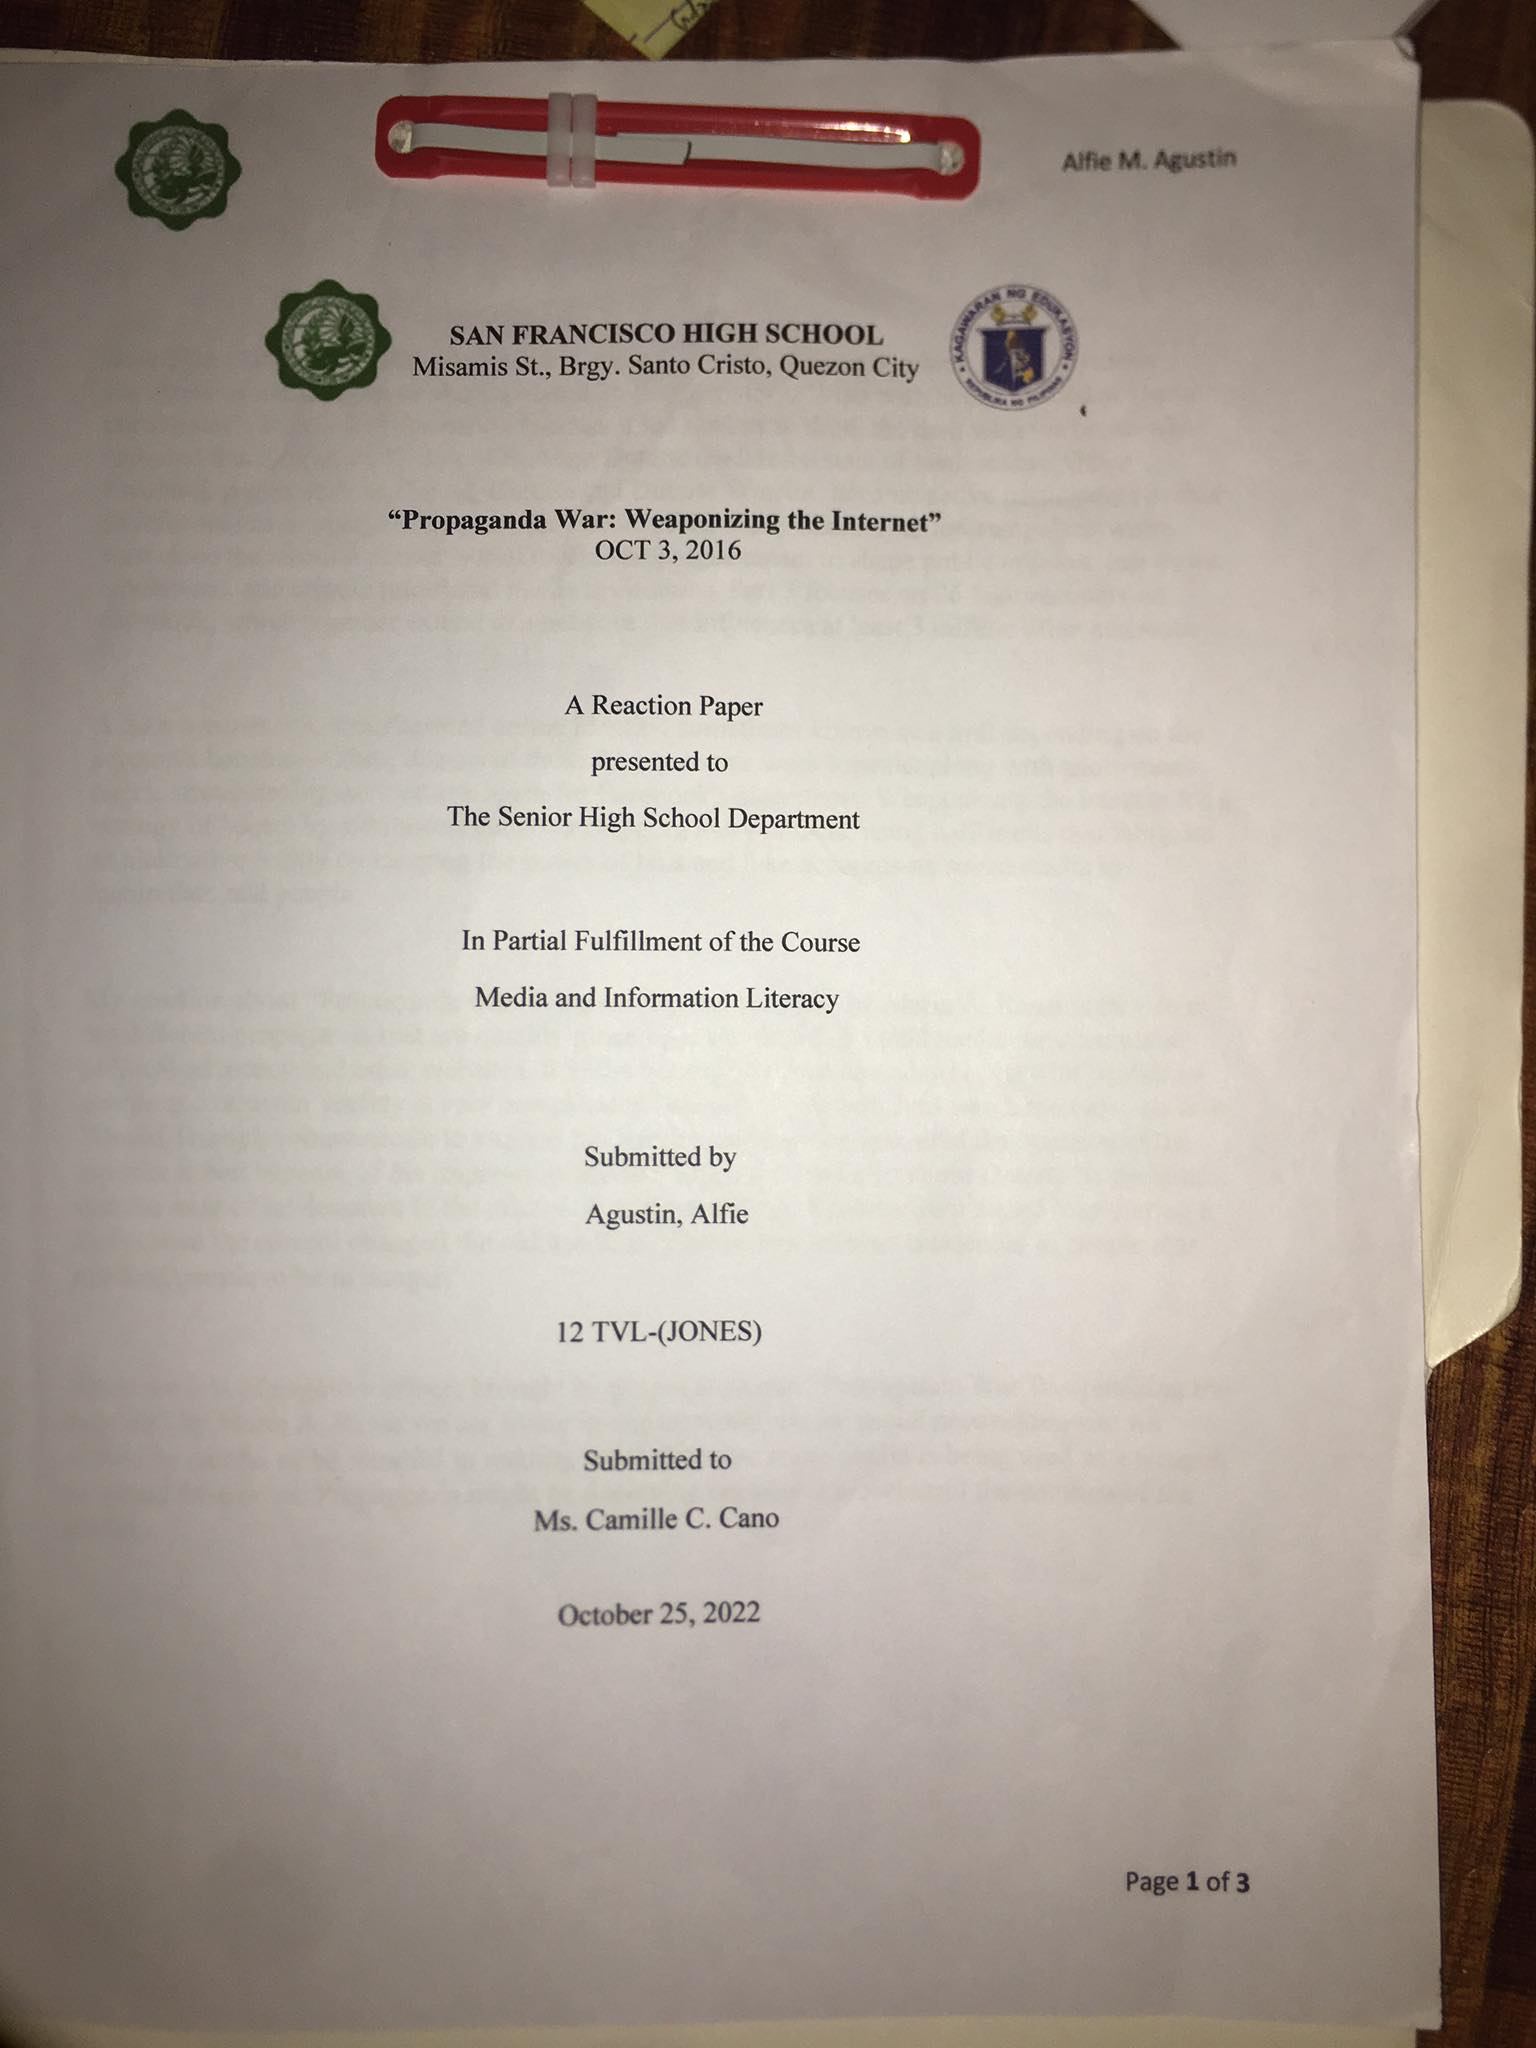 Alfie M. Agustin
SAN FRANCISCO HIGH SCHOOL
Misamis St., Brgy. Santo Cristo, Quezon City
KAGAWARAN NG EDUKASYON
REPUBLIKA NG PILIPINAS
“Propaganda War: Weaponizing the Internet”
OCT 3, 2016
A Reaction Paper
presented to
The Senior High School Department
In Partial Fulfillment of the Course
Media and Information Literacy
Submitted by
Agustin, Alfie
12 TVL-(JONES)
Submitted to
Ms. Camille C. Cano
October 25, 2022
Page 1 of 3